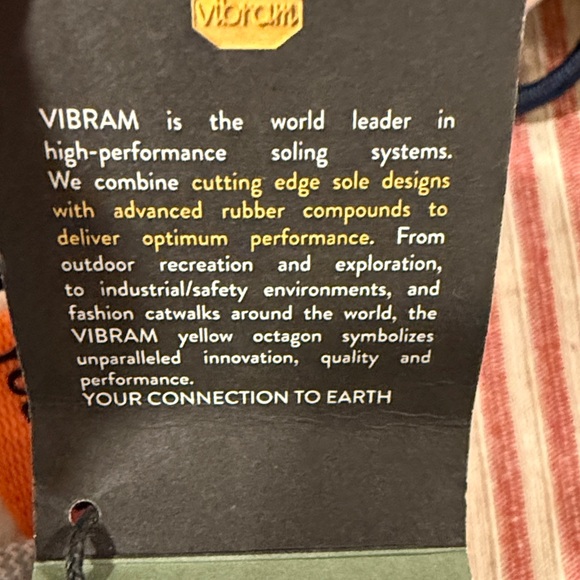 vibram
VIBRAM is the world leader in
high-performance soling systems.
We combine cutting edge sole designs
with advanced rubber compounds to
deliver optimum performance. From
outdoor recreation and exploration,
to industrial/safety environments, and
fashion catwalks around the world, the
VIBRAM yellow octagon symbolizes
unparalleled innovation, quality and
performance.
YOUR CONNECTION TO EARTH